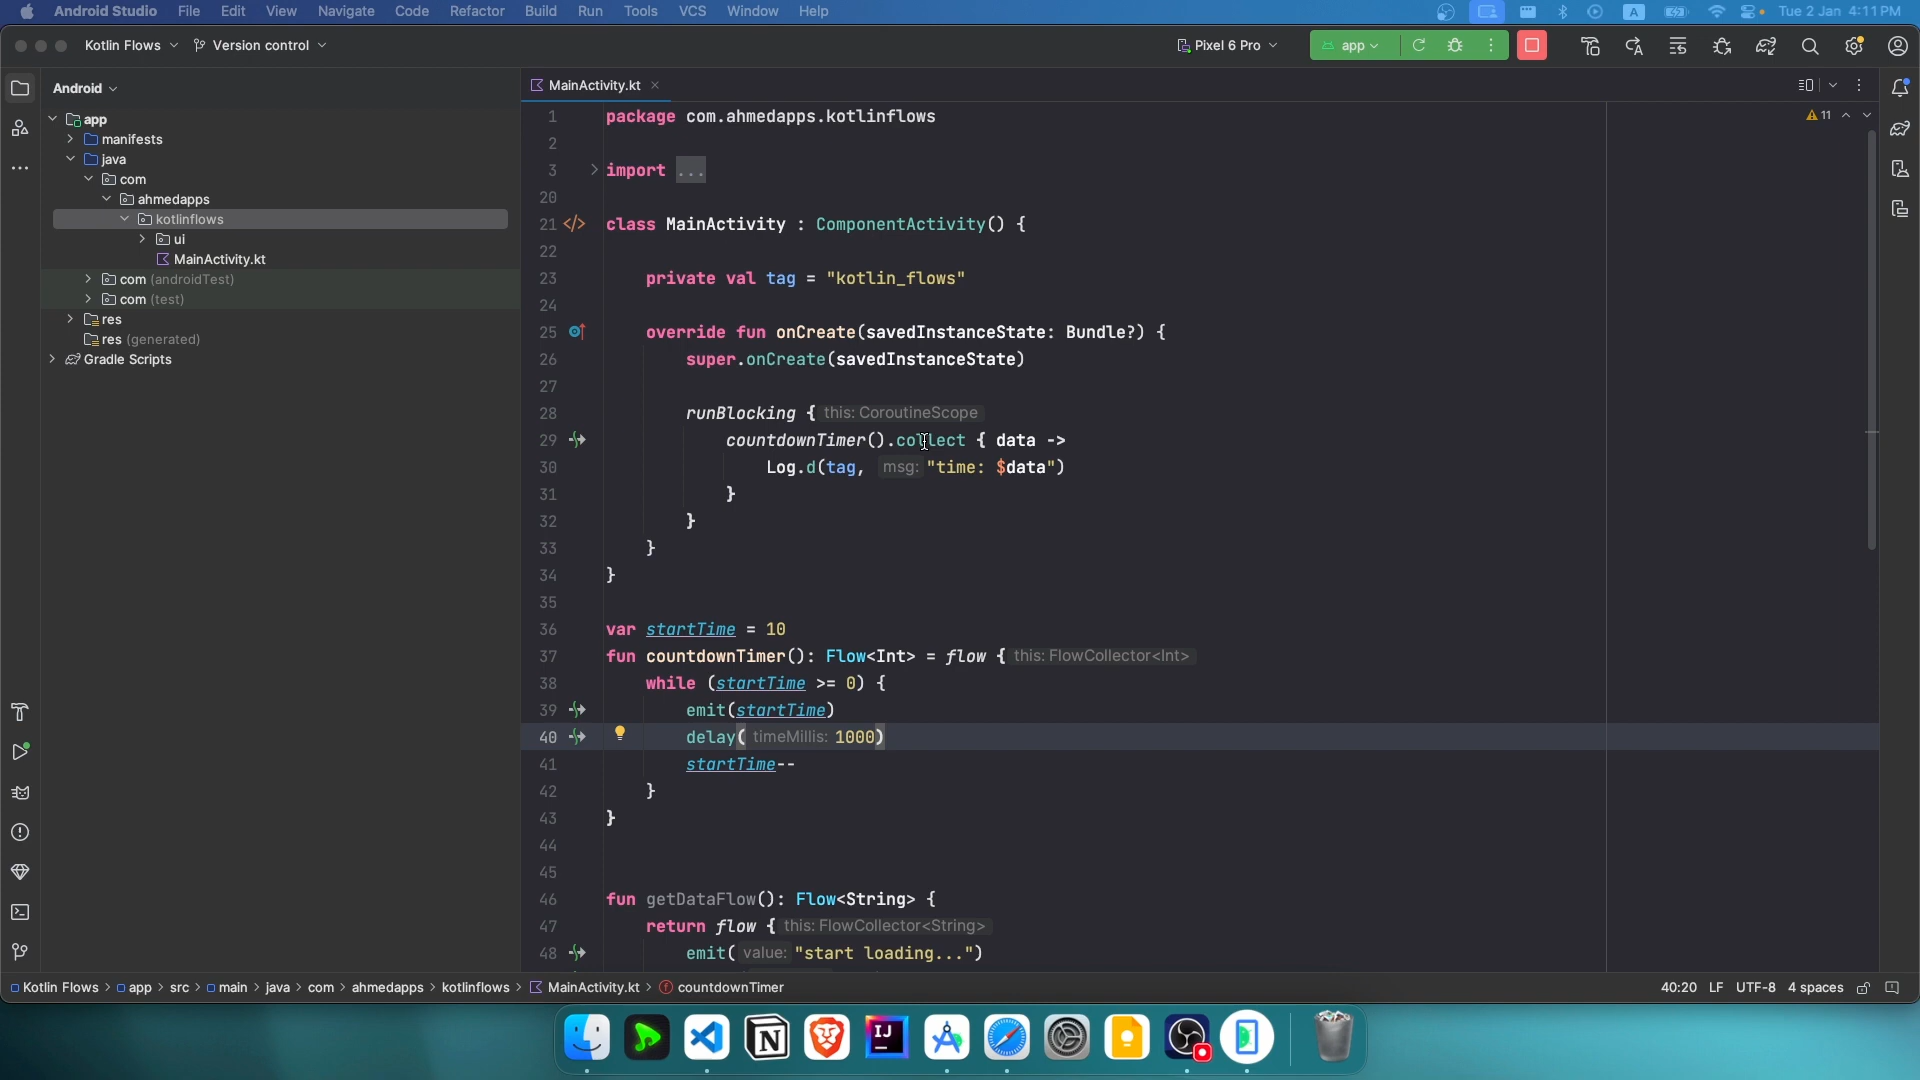 Android Studio File Edit View Navigate Code Refactor Build Run Tools VCS Window Help A Tue 2 Jan 4:11 PM
Kotlin Flows Version control Pixel 6 Pro app
Android
MainActivity.kt
app
manifests
java
com
ahmedapps
kotlinflows
ui
MainActivity.kt
com (androidTest)
com (test)
res
res (generated)
Gradle Scripts
11
1 package com.ahmedapps.kotlinflows
2
3 import ...
20
21 class MainActivity : ComponentActivity() {
22
23 private val tag = "kotlin_flows"
24
25 override fun onCreate(savedInstanceState: Bundle?) {
26 super.onCreate(savedInstanceState)
27
28 runBlocking { this: CoroutineScope
29 countdownTimer().collect { data ->
30 Log.d(tag, msg: "time: $data")
31 }
32 }
33 }
34 }
35
36 var startTime = 10
37 fun countdownTimer(): Flow<Int> = flow { this: FlowCollector<Int>
38 while (startTime >= 0) {
39 emit(startTime)
40 delay( timeMillis: 1000)
41 startTime--
42 }
43 }
44
45
46 fun getDataFlow(): Flow<String> {
47 return flow { this: FlowCollector<String>
48 emit( value: "start loading...")
Kotlin Flows > app > src > main > java > com > ahmedapps > kotlinflows > MainActivity.kt > countdownTimer 40:20 LF UTF-8 4 spaces